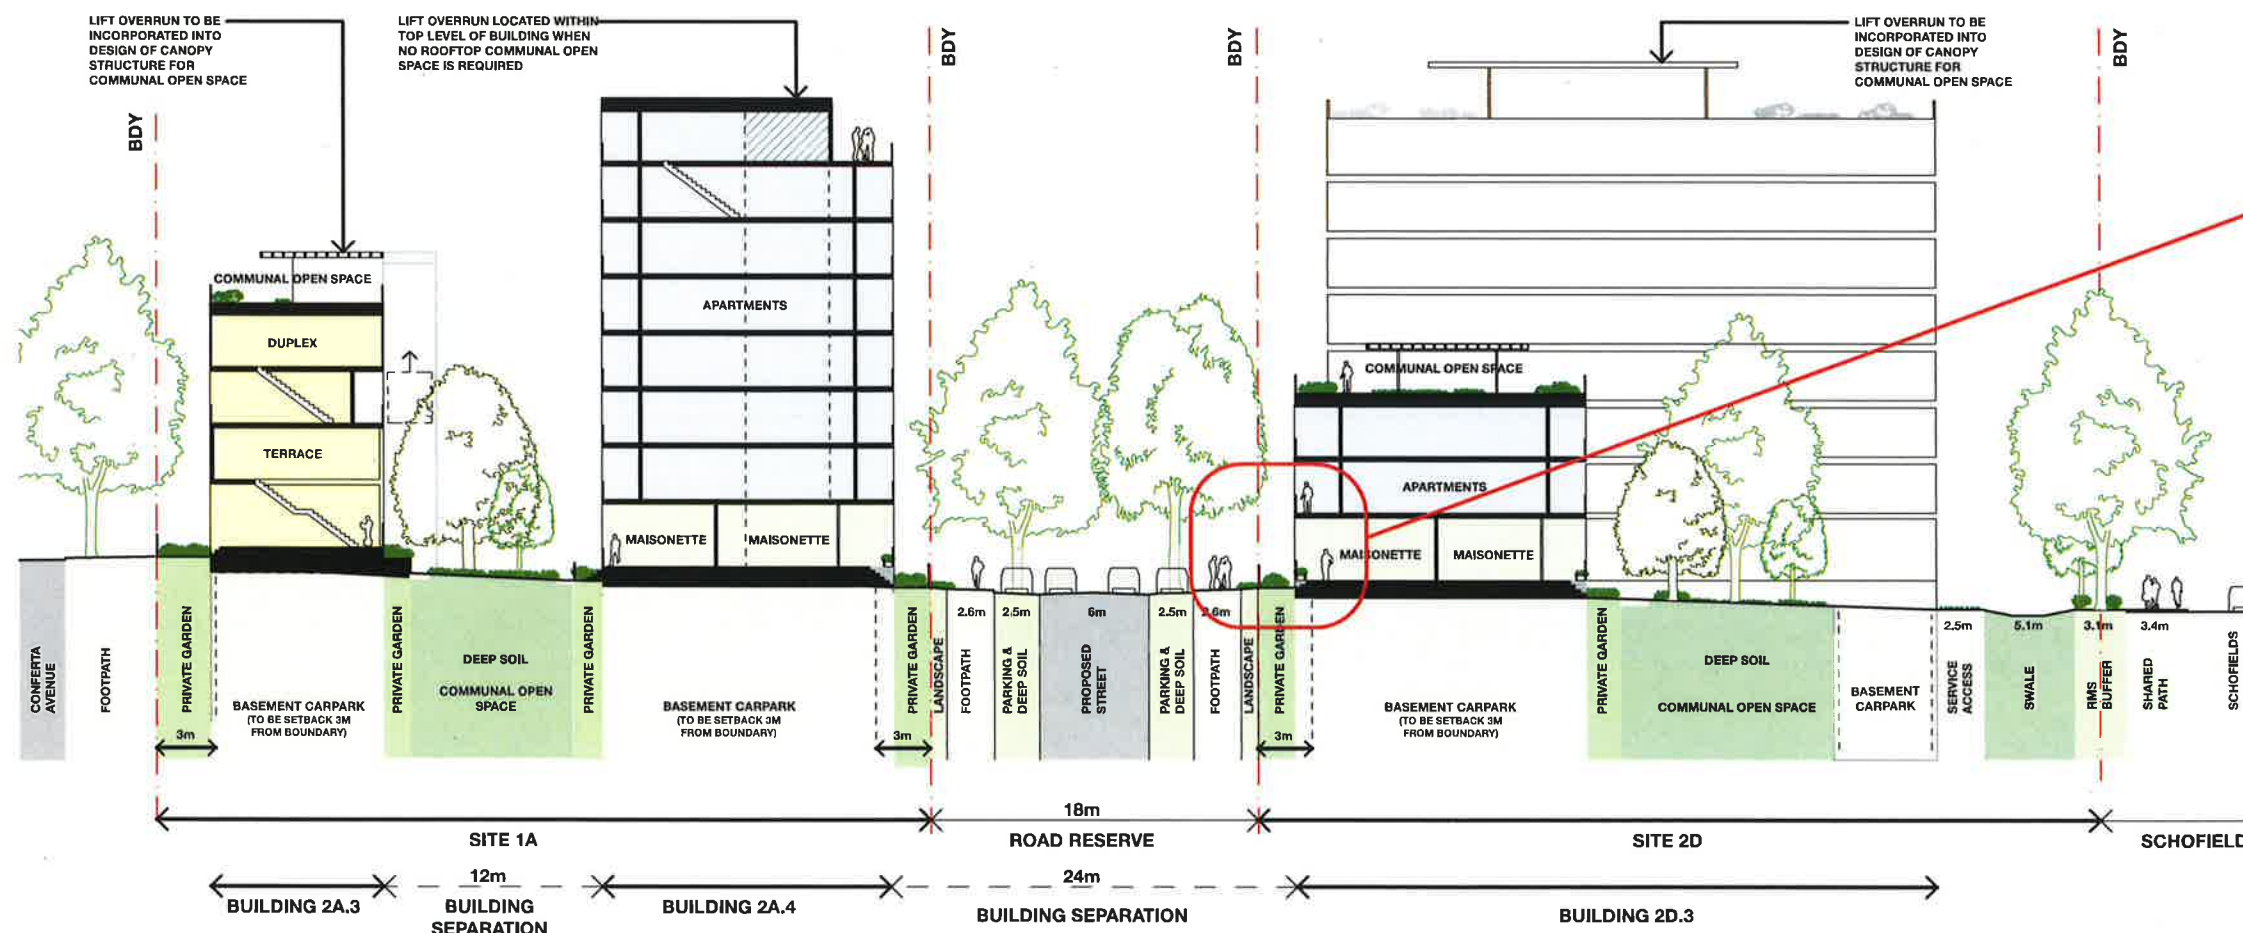 LIFT OVERRUN TO BE
INCORPORATED INTO
DESIGN OF CANOPY
STRUCTURE FOR
COMMUNAL OPEN SPACE
LIFT OVERRUN LOCATED WITHIN
TOP LEVEL OF BUILDING WHEN
NO ROOFTOP COMMUNAL OPEN
SPACE IS REQUIRED
LIFT OVERRUN TO BE
INCORPORATED INTO
DESIGN OF CANOPY
STRUCTURE FOR
COMMUNAL OPEN SPACE
BDY
BDY
BDY
BDY
COMMUNAL OPEN SPACE
DUPLEX
TERRACE
APARTMENTS
MAISONETTE
MAISONETTE
COMMUNAL OPEN SPACE
APARTMENTS
MAISONETTE
MAISONETTE
CONFERTA
AVENUE
FOOTPATH
PRIVATE GARDEN
3m
BASEMENT CARPARK
(TO BE SETBACK 3M
FROM BOUNDARY)
PRIVATE GARDEN
DEEP SOIL
COMMUNAL OPEN
SPACE
PRIVATE GARDEN
BASEMENT CARPARK
(TO BE SETBACK 3M
FROM BOUNDARY)
3m
PRIVATE GARDEN
LANDSCAPE
2.6m
FOOTPATH
2.5m
PARKING &
DEEP SOIL
6m
PROPOSED
STREET
2.5m
PARKING &
DEEP SOIL
2.6m
FOOTPATH
LANDSCAPE
PRIVATE GARDEN
3m
BASEMENT CARPARK
(TO BE SETBACK 3M
FROM BOUNDARY)
PRIVATE GARDEN
DEEP SOIL
COMMUNAL OPEN SPACE
BASEMENT
CARPARK
2.5m
SERVICE
ACCESS
5.1m
SWALE
3.1m
RMS
BUFFER
3.4m
SHARED
PATH
SCHOFIELDS
SITE 1A
18m
ROAD RESERVE
SITE 2D
SCHOFIELD
BUILDING 2A.3
12m
BUILDING
SEPARATION
BUILDING 2A.4
24m
BUILDING SEPARATION
BUILDING 2D.3